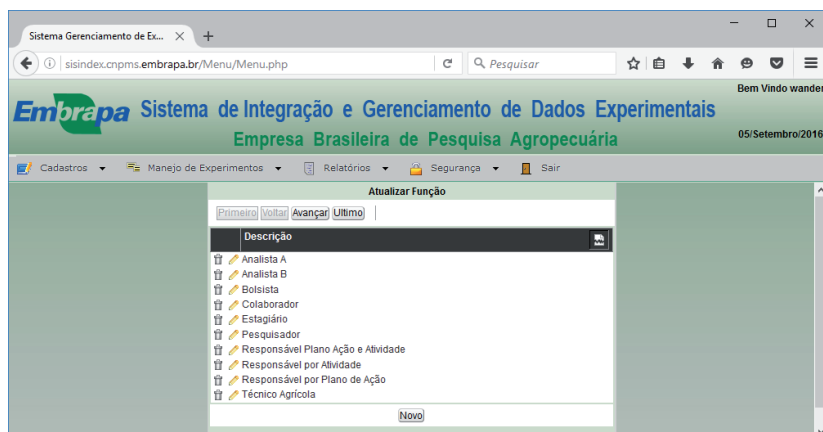 Sistema Gerenciamento de Ex...
sisindex.cnpms.embrapa.br/Menu/Menu.php
Pesquisar
Bem Vindo wander
Embrapa Sistema de Integração e Gerenciamento de Dados Experimentais
Empresa Brasileira de Pesquisa Agropecuária
05/Setembro/2016
Cadastros Manejo de Experimentos Relatórios Segurança Sair
Atualizar Função
Primeiro Voltar Avançar Ultimo
Descrição
Analista A
Analista B
Bolsista
Colaborador
Estagiário
Pesquisador
Responsável Plano Ação e Atividade
Responsável por Atividade
Responsável por Plano de Ação
Técnico Agrícola
Novo